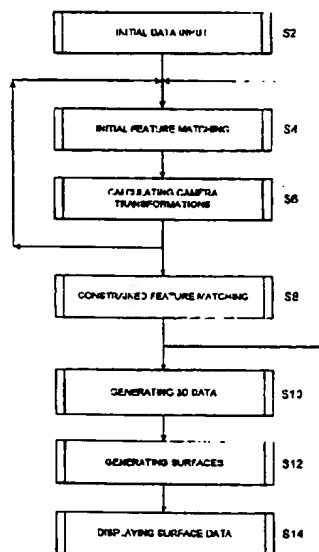 INITIAL DATA INPUT S2
INITIAL FEATURE MATCHING S4
CALCULATING CAMERA S6
TRANSFORMATIONS
CONSTRAINED FEATURE MATCHING S8
GENERATING 3D DATA S10
GENERATING SURFACES S12
DISPLAYING SURFACE DATA S14